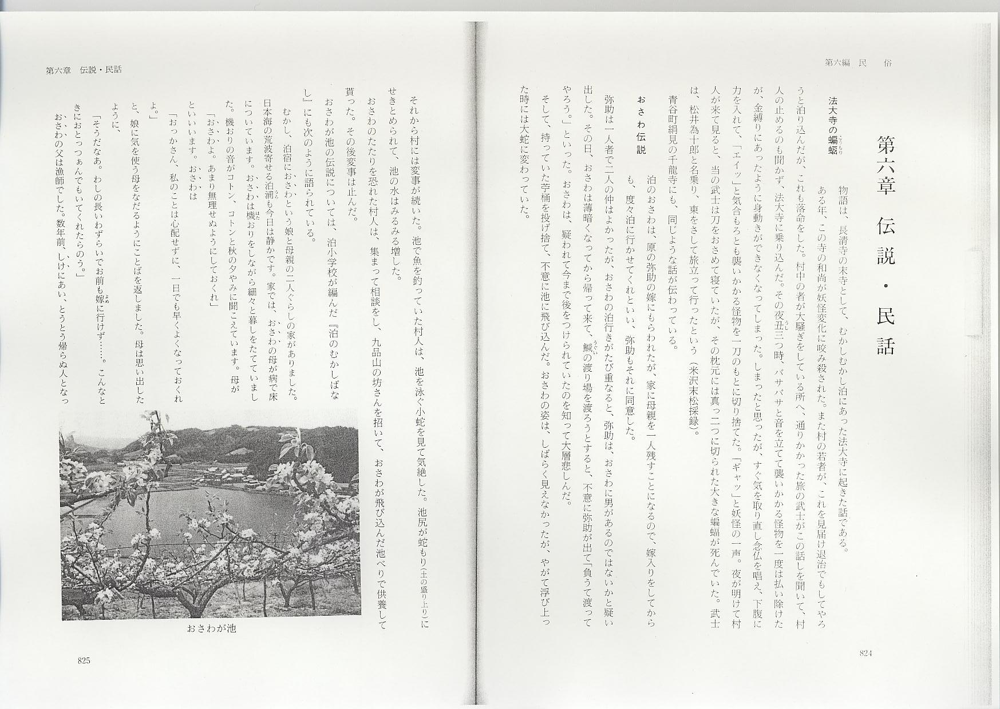 第六編　民　　俗
第六章　伝説・民話
法大寺の蝙蝠
こうもり
物語は、長清寺の末寺として、むかしむかし泊にあった法大寺に起きた話である。
ある年、この寺の和尚が妖怪変化に咬み殺された。また村の若者が、これを見届け退治でもしてやろ
うと泊り込んだが、これも落命をした。村中の者が大騒ぎをしている所へ、通りかかった旅の武士がこの話しを聞いて、村
人の止めるのも聞かず、法大寺に乗り込んだ。その夜丑三つ時、バサバサと音を立てて襲いかかる怪物を一度は払い除けた
うし
が、金縛りにあったように身動きができなくなってしまった。しまったと思ったが、すぐ気を取り直し念仏を唱え、下腹に
力を入れて、「エイッ」と気合もろとも襲いかかる怪物を一刀のもとに切り捨てた。「ギャッ」と妖怪の一声。夜が明けて村
人が来て見ると、当の武士は刀をおさめて寝ていたが、その枕元には真っ二つに切られた大きな蝙蝠が死んでいた。武士
は、松井為十郎と名乗り、東をさして旅立って行ったという（米沢末松採録）。
青谷町絹見の千龍寺にも、同じような話が伝わっている。
おさわ伝説
泊のおさわは、原の弥助の嫁にもらわれたが、家に母親を一人残すことになるので、嫁入りをしてから
も、度々泊に行かせてくれといい、弥助もそれに同意した。
弥助は一人者で二人の仲はよかったが、おさわの泊行きがたび重なると、弥助は、おさわに男があるのではないかと疑い
出した。その日、おさわは薄暗くなってから帰って来て、鰄の渡り場を渡ろうとすると、不意に弥助が出て「負うて渡って
うぐい
やろう。」といった。おさわは、疑われて今まで後をつけられていたのを知って大層悲しんだ。
そして、持っていた苧桶を投げ捨て、不意に池に飛び込んだ。おさわの姿は、しばらく見えなかったが、やがて浮び上っ
た時には大蛇に変わっていた。
824
第六章　伝説・民話
それから村には変事が続いた。池で魚を釣っていた村人は、池を泳ぐ小蛇を見て気絶した。池尻が蛇もり（土の盛り上り）に
せきとめられて、池の水はみるみる増した。
おさわのたたりを恐れた村人は、集まって相談をし、九品山の坊さんを招いて、おさわが飛び込んだ池べりで供養して
貰った。その後変事は止んだ。
おさわが池の伝説については、泊小学校が編んだ『泊のむかしばな
し』にも次のように語られている。
むかし、泊宿におさわという娘と母親の二人ぐらしの家がありました。
日本海の荒波寄せる泊浦も今日は静かです。家では、おさわの母が病で床
うら
についています。おさわは機おりをしながら細々と暮しをたてていまし
はた
た。機おりの音がコトン、コトンと秋の夕やみに聞こえています。母が
「おさわよ。あまり無理せぬようにしておくれ」
といいます。おさわは
「おっかさん、私のことは心配せずに、一日でも早くよくなっておくれ
よ。」
と、娘に気を使う母をなだるようにことばを返しました。母は思い出した
ように、
「そうだなあ。わしの長いわずらいでお前も嫁に行けず……。こんなと
よめ
きにおとっつぁんでもいてくれたらのう。」
おさわの父は漁師でした。数年前、しけにあい、とうとう帰らぬ人となっ
おさわが池
825